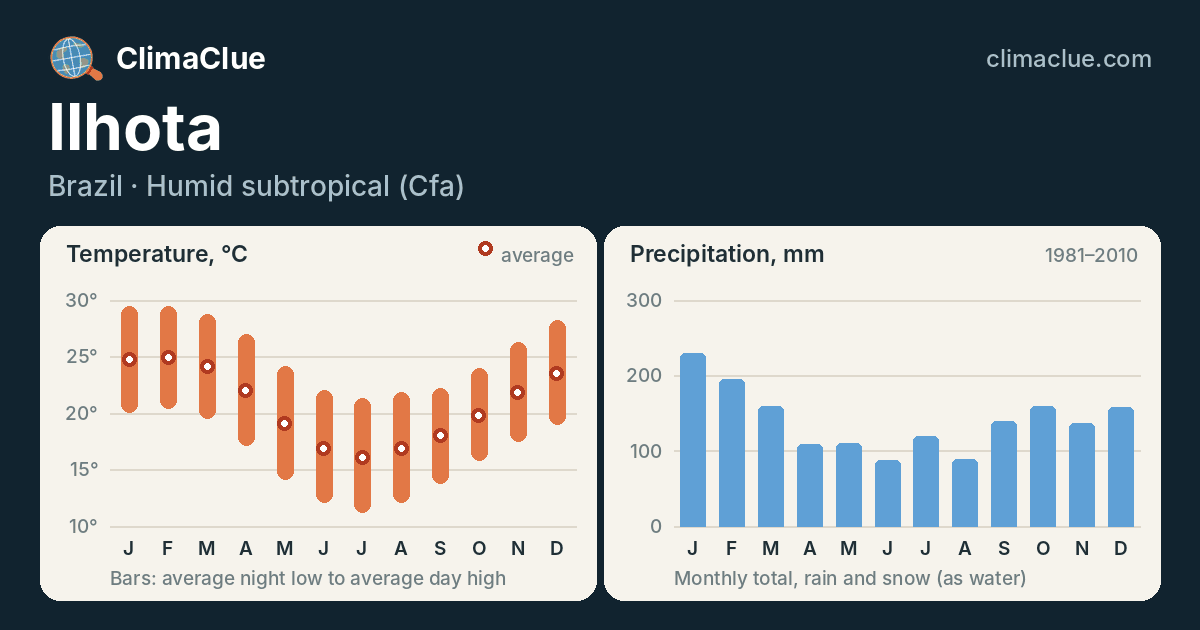 ClimaClue
climaclue.com
Ilhota
Brazil · Humid subtropical (Cfa)
Temperature, °C
average
30°
25°
20°
15°
10°
J F M A M J J A S O N D
Bars: average night low to average day high
Precipitation, mm
1981–2010
300
200
100
0
J F M A M J J A S O N D
Monthly total, rain and snow (as water)